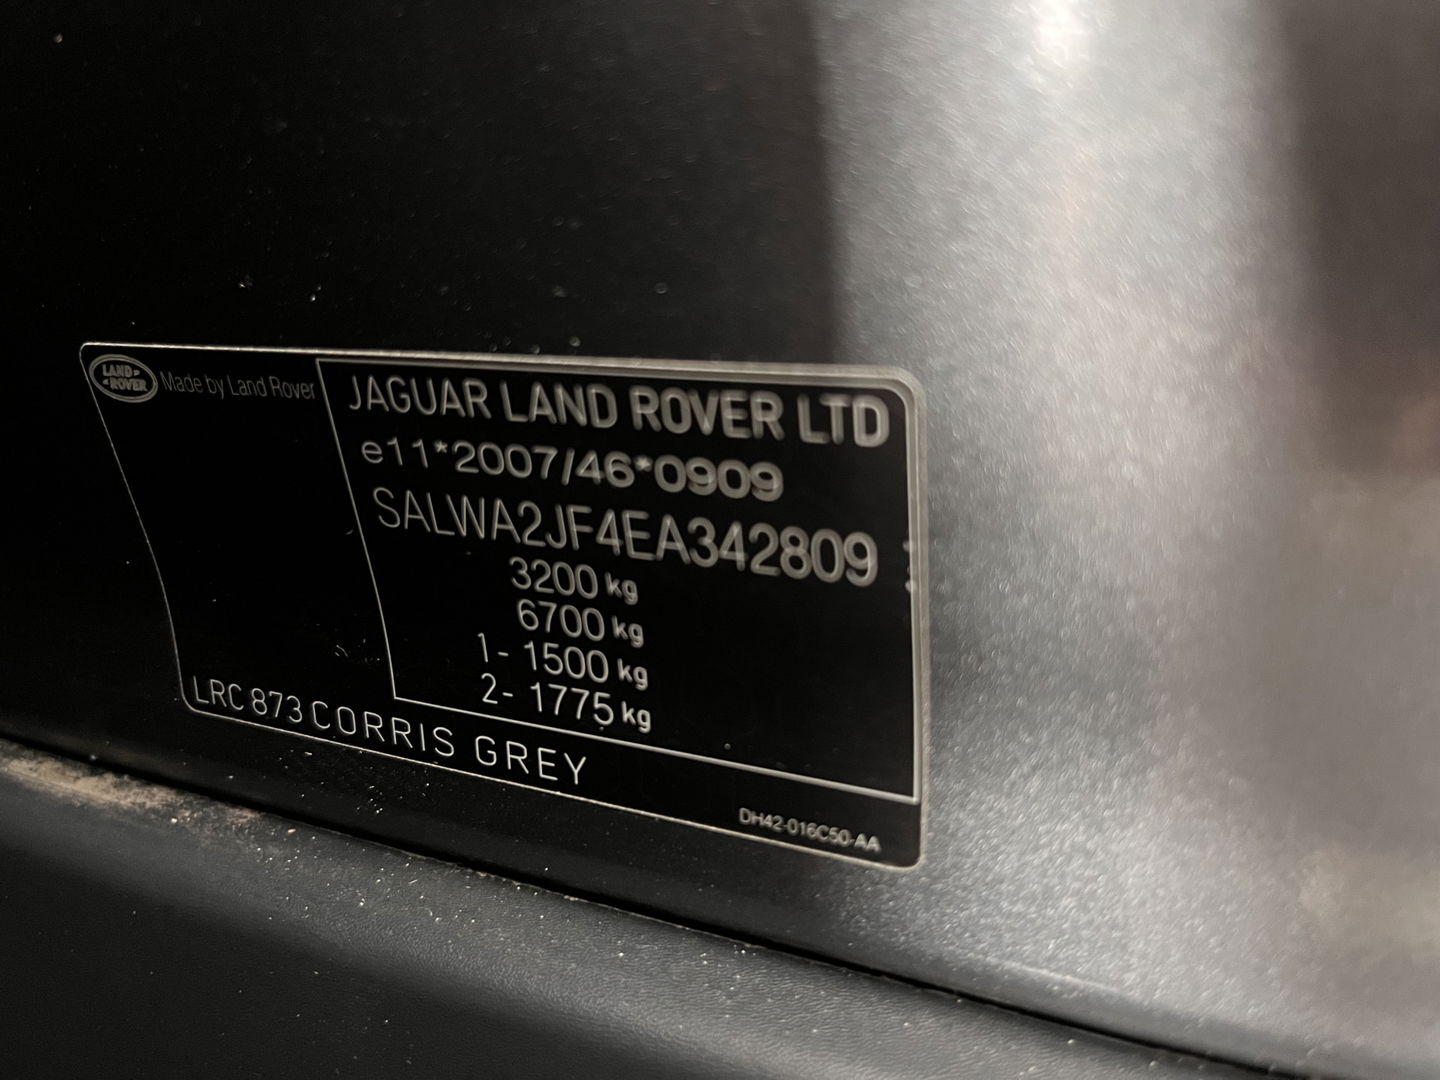 LAND-
-ROVER
Made by Land Rover
JAGUAR LAND ROVER LTD
e11*2007/46*0909
SALWA2JF4EA342809
3200 kg
6700 kg
1- 1500 kg
2- 1775 kg
LRC 873 CORRIS GREY
DH42-016C50-AA